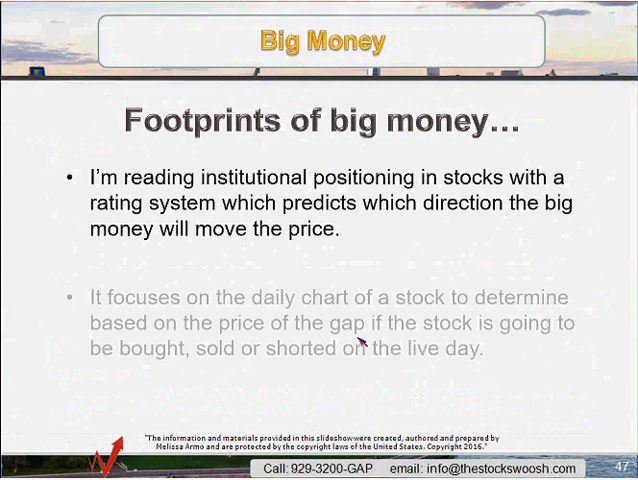 Big Money
Footprints of big money…
• I'm reading institutional positioning in stocks with a
rating system which predicts which direction the big
money will move the price.
• It focuses on the daily chart of a stock to determine
based on the price of the gap if the stock is going to
be bought, sold or shorted on the live day.
"The information and materials provided in this slideshow were created, authored and prepared by
Melissa Armo and are protected by the copyright laws of the United States. Copyright 2016."
Call: 929-3200-GAP email: info@thestockswoosh.com 47